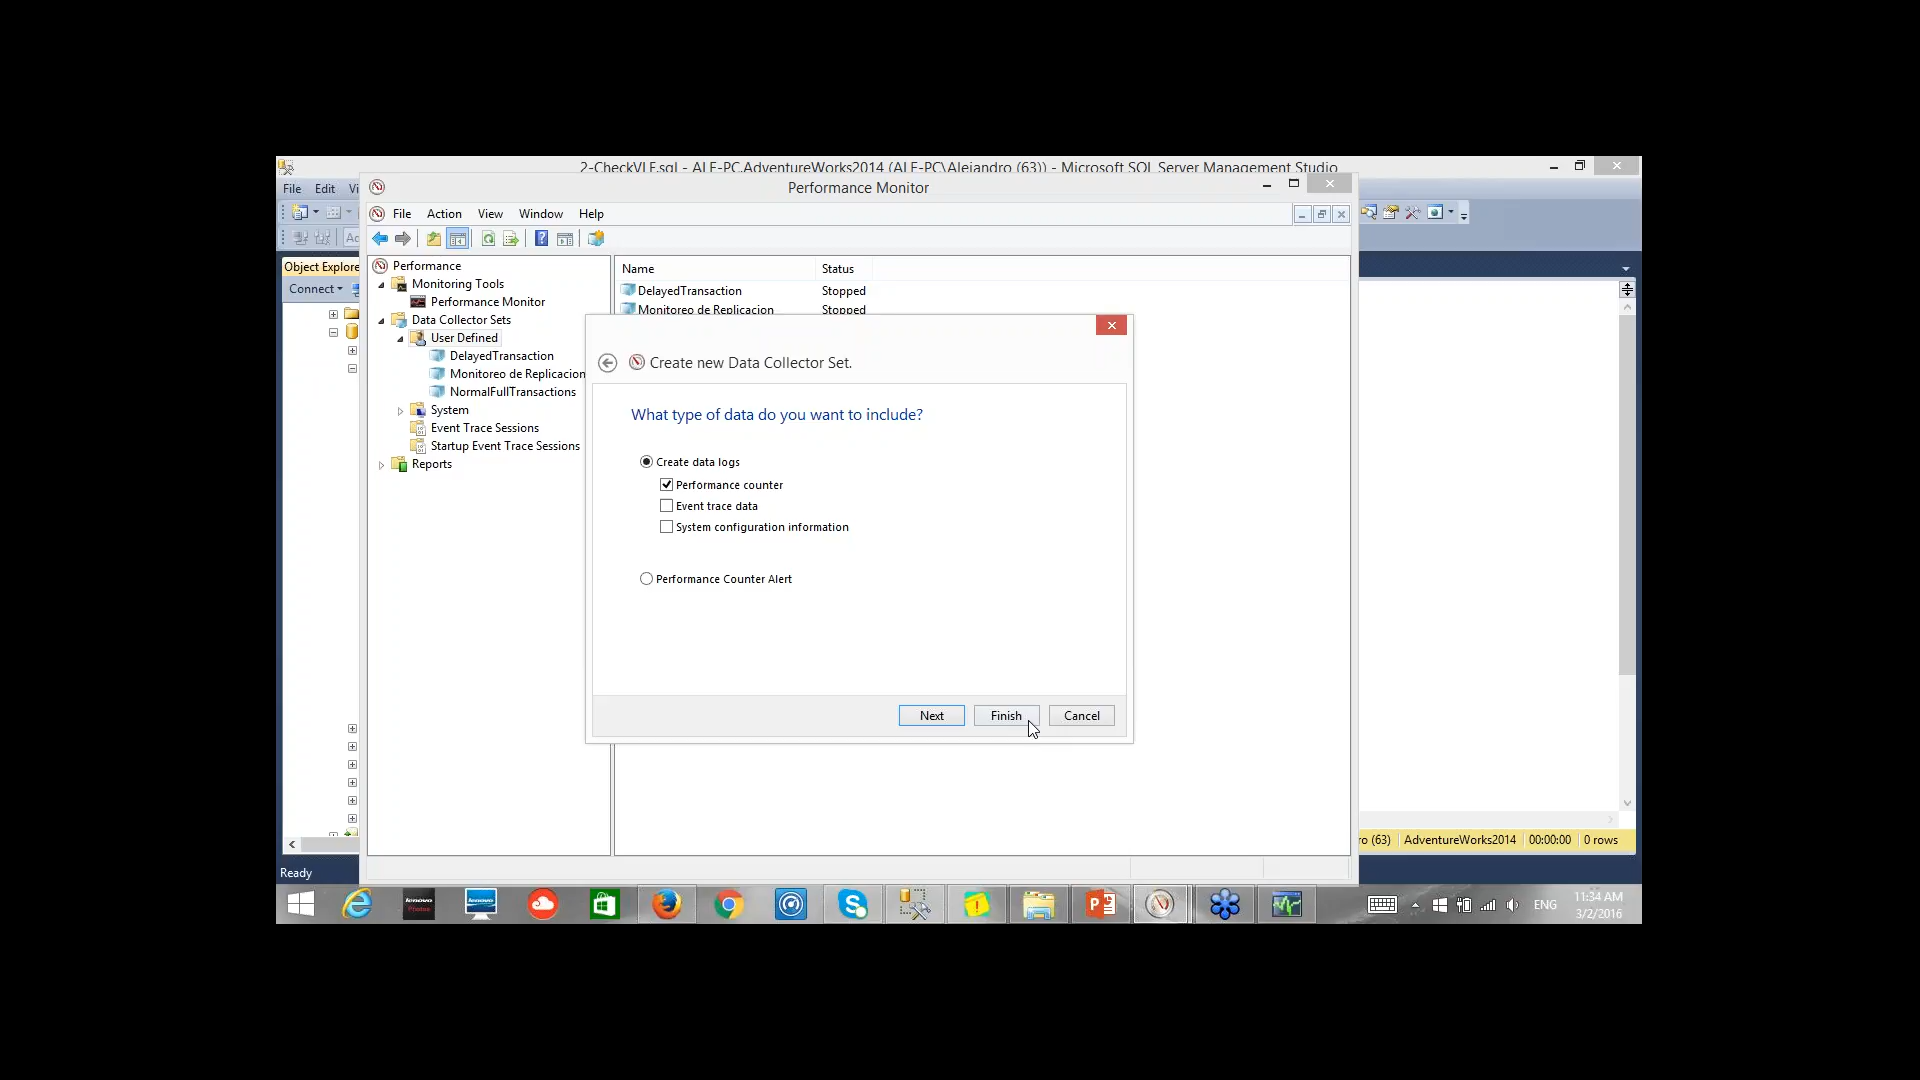 2-CheckVLF.sql - ALE-PC.AdventureWorks2014 (ALE-PC\Alejandro (63)) - Microsoft SQL Server Management Studio
File Edit Vi
Performance Monitor
File Action View Window Help
Object Explore
Connect
Performance
Monitoring Tools
Performance Monitor
Data Collector Sets
User Defined
DelayedTransaction
Monitoreo de Replicacion
NormalFullTransactions
System
Event Trace Sessions
Startup Event Trace Sessions
Reports
Name Status
DelayedTransaction Stopped
Monitoreo de Replicacion Stopped
Create new Data Collector Set.
What type of data do you want to include?
Create data logs
Performance counter
Event trace data
System configuration information
Performance Counter Alert
Next Finish Cancel
ro (63) AdventureWorks2014 00:00:00 0 rows
Ready
lenovo
lenovo
ENG
11:34 AM
3/2/2016